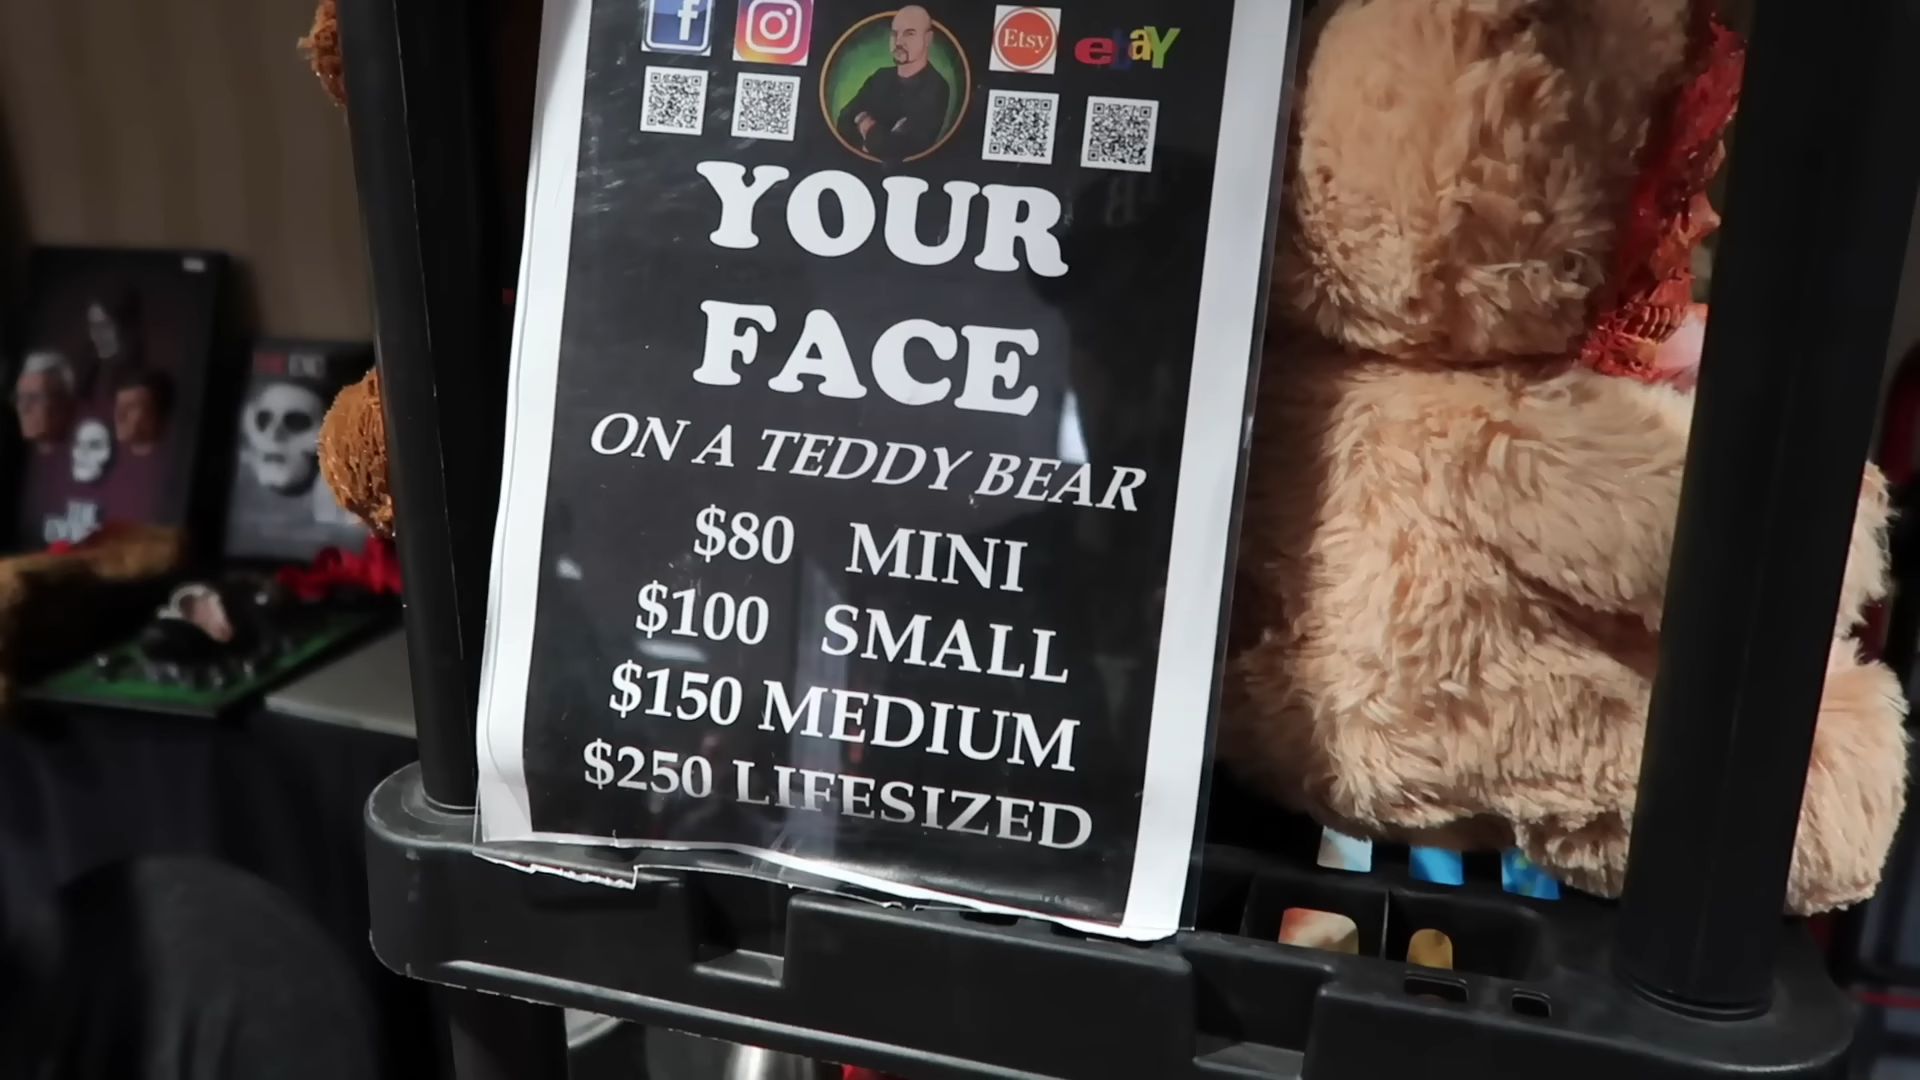 f
Etsy
ebay
YOUR
FACE
ON A TEDDY BEAR
$80 MINI
$100 SMALL
$150 MEDIUM
$250 LIFESIZED